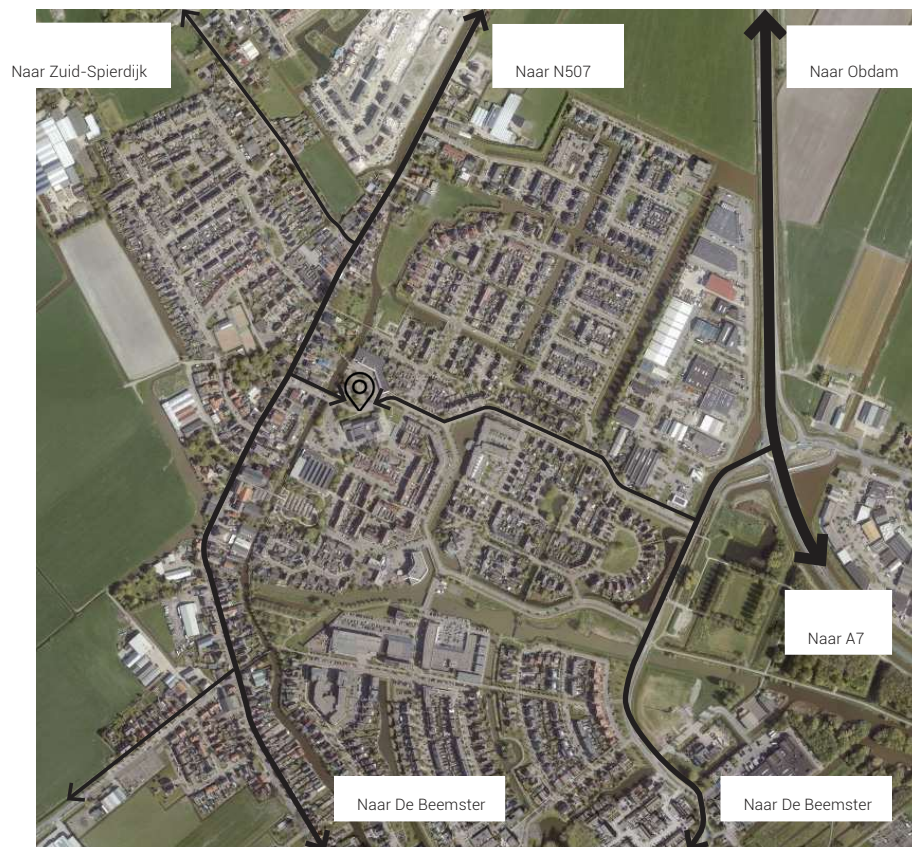 Naar Zuid-Spierdijk
Naar N507
Naar Obdam
Naar A7
Naar De Beemster
Naar De Beemster